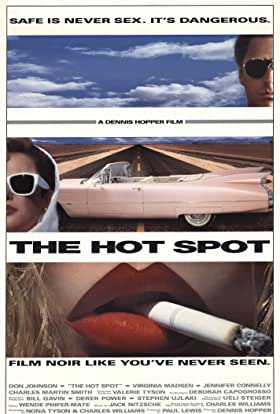 SAFE IS NEVER SEX. IT'S DANGEROUS.
A DENNIS HOPPER FILM
THE HOT SPOT
FILM NOIR LIKE YOU'VE NEVER SEEN.
DON JOHNSON "THE HOT SPOT" VIRGINIA MADSEN JENNIFER CONNELLY
CHARLES MARTIN SMITH VALERIE TYSON DEBORAH CAPOGROSSO
BILL GAVIN DEREK POWER STEPHEN UJLAKI UELI STEIGER
WENDE PHIFER MATE JACK NITZSCHE CHARLES WILLIAMS
NONA TYSON & CHARLES WILLIAMS PAUL LEWIS DENNIS HOPPER